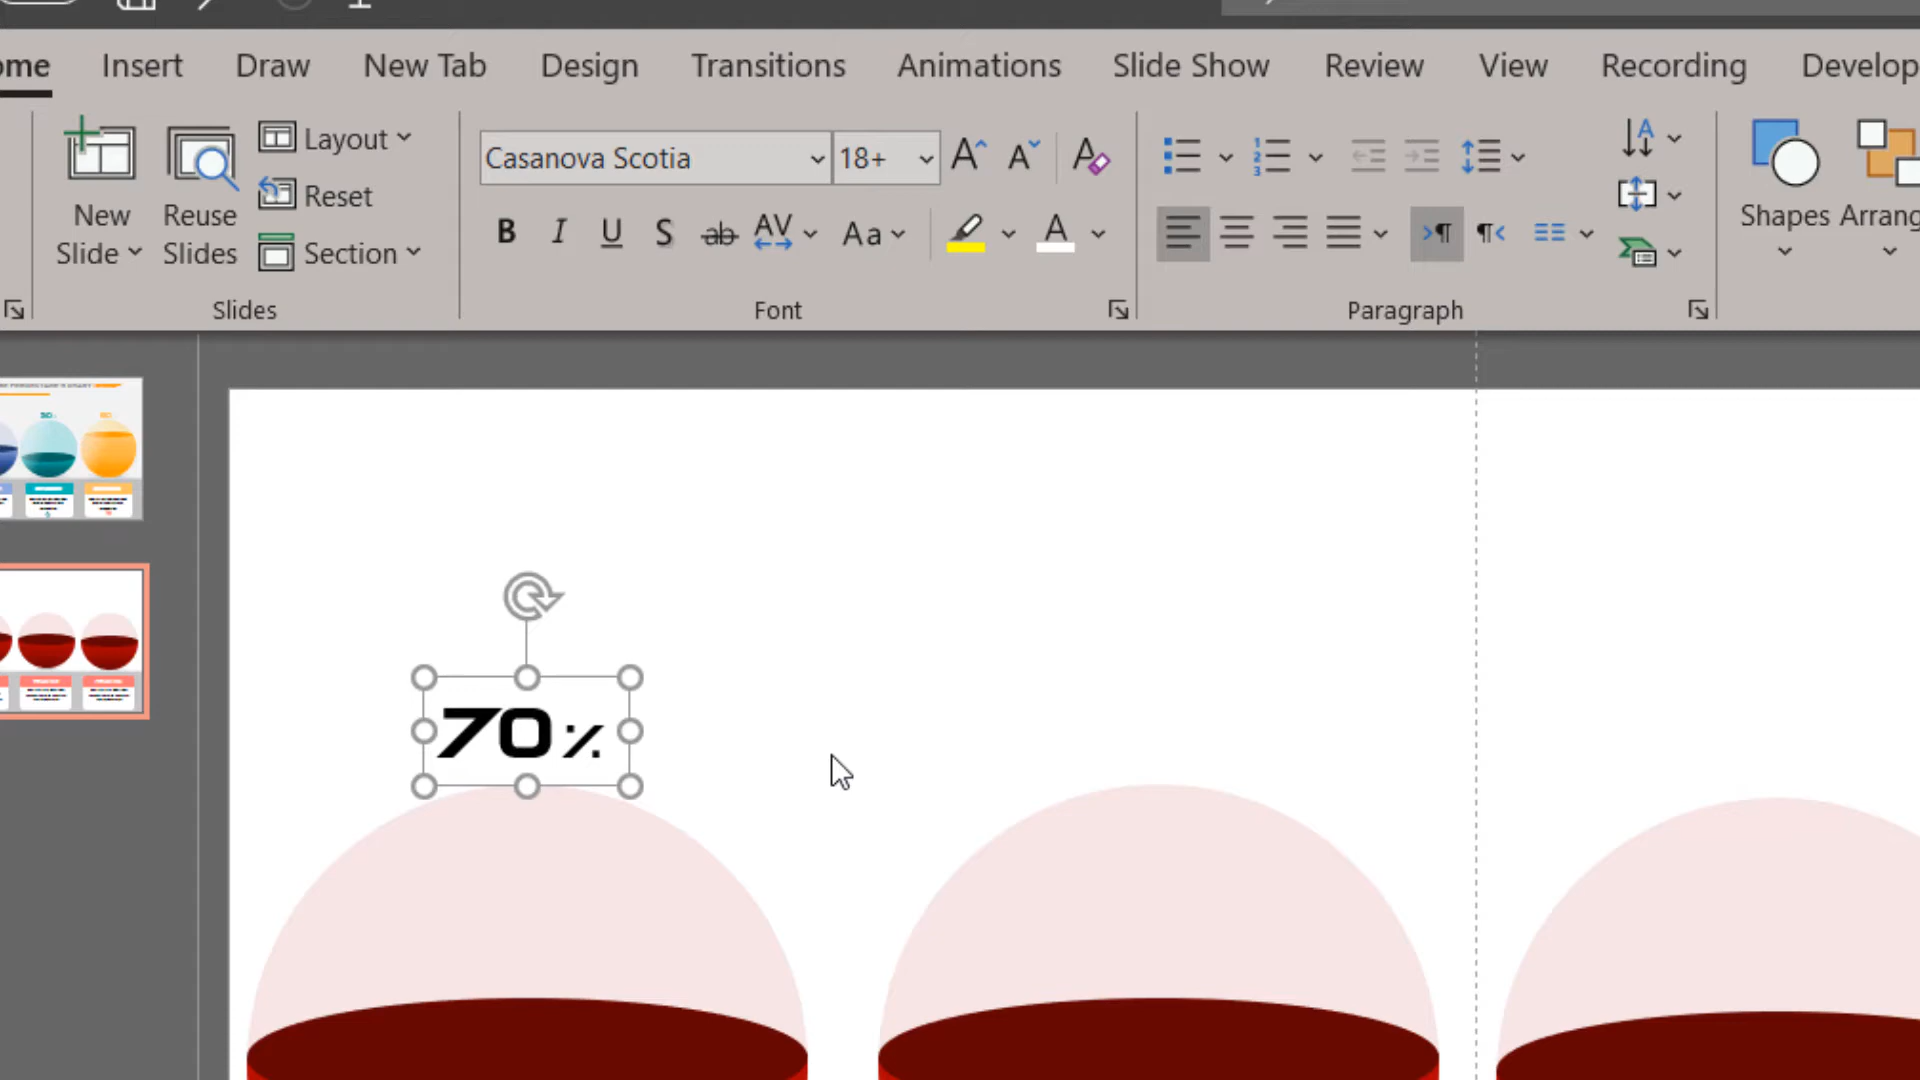 ome Insert Draw New Tab Design Transitions Animations Slide Show Review View Recording Develop
New Slide
Reuse Slides
Layout
Reset
Section
Slides
Casanova Scotia 18+
B I U S ab AV Aa A
Font
Paragraph
Shapes Arrang
70%